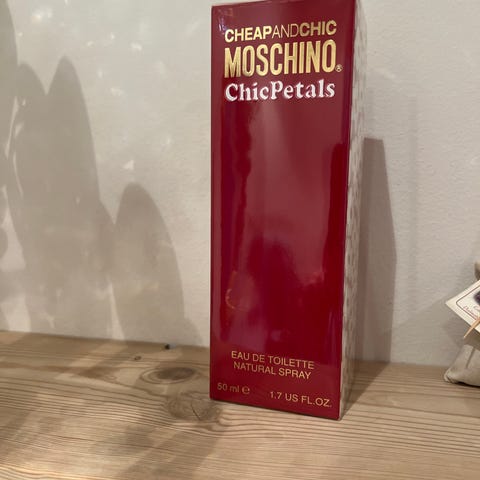 CHEAPANDCHIC
MOSCHINO®
ChicPetals
EAU DE TOILETTE
NATURAL SPRAY
50 ml ℮ 1.7 US FL.OZ.